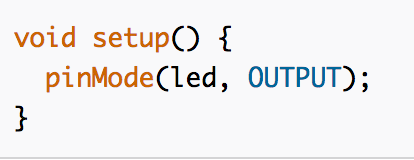 void setup() {
  pinMode(led, OUTPUT);
}